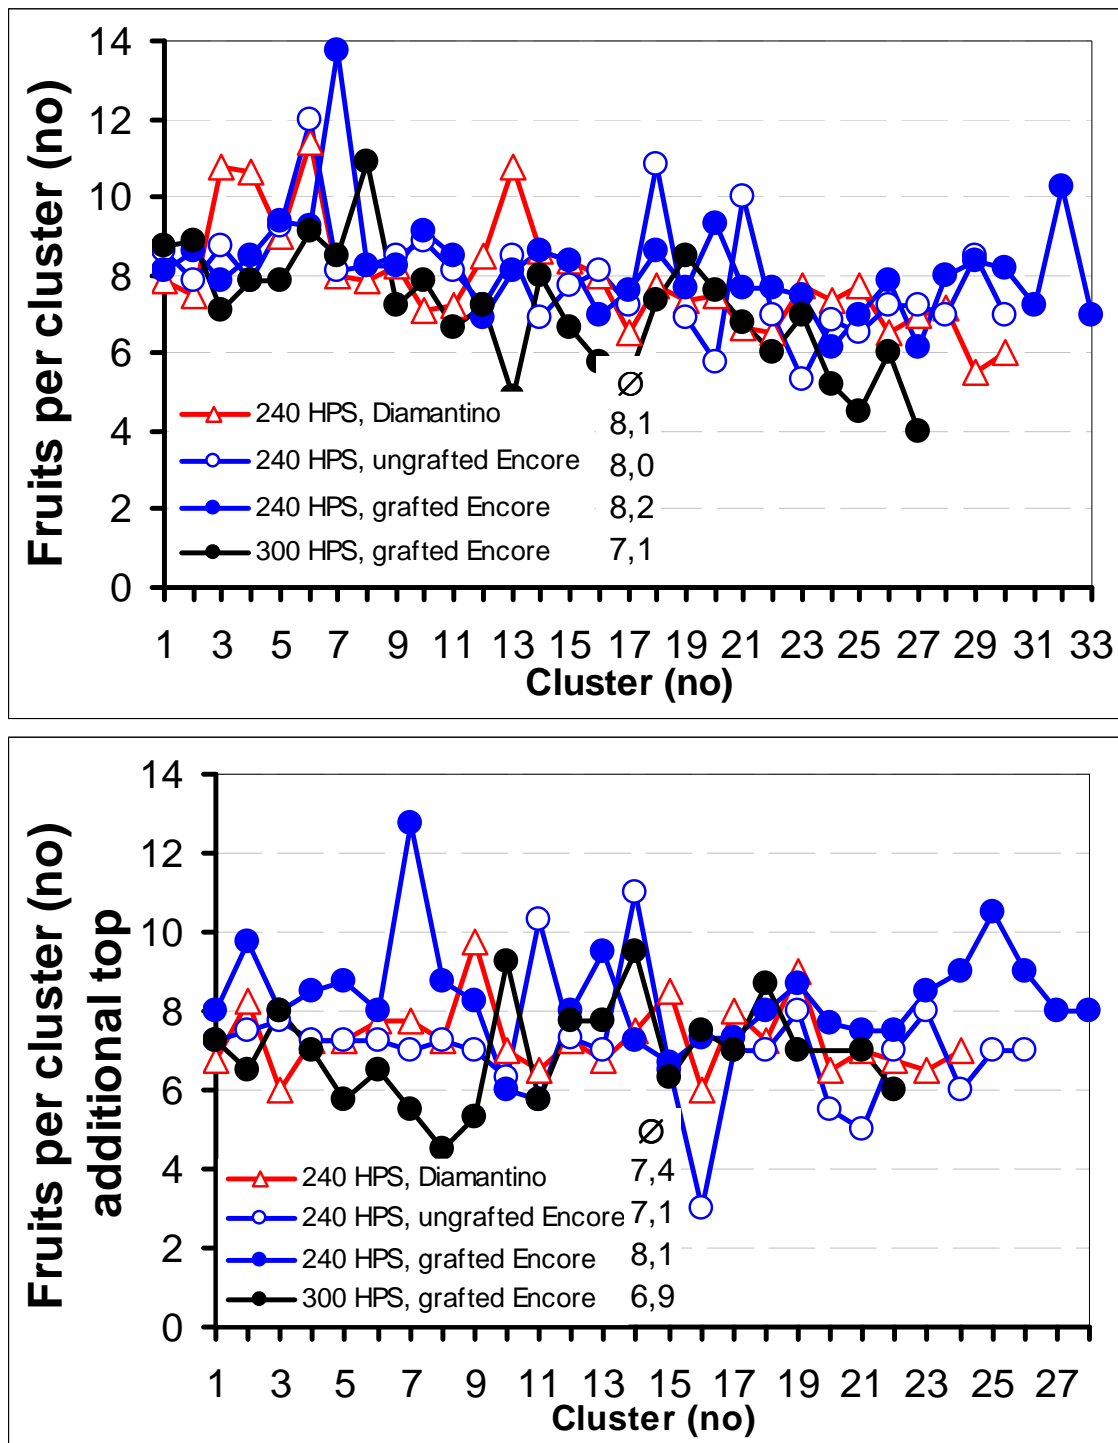 Fruits per cluster (no)
14
12
10
8
6
4
2
0
Ø
240 HPS, Diamantino 8,1
240 HPS, ungrafted Encore 8,0
240 HPS, grafted Encore 8,2
300 HPS, grafted Encore 7,1
1 3 5 7 9 11 13 15 17 19 21 23 25 27 29 31 33
Cluster (no)
Fruits per cluster (no)
additional top
14
12
10
8
6
4
2
0
Ø
240 HPS, Diamantino 7,4
240 HPS, ungrafted Encore 7,1
240 HPS, grafted Encore 8,1
300 HPS, grafted Encore 6,9
1 3 5 7 9 11 13 15 17 19 21 23 25 27
Cluster (no)